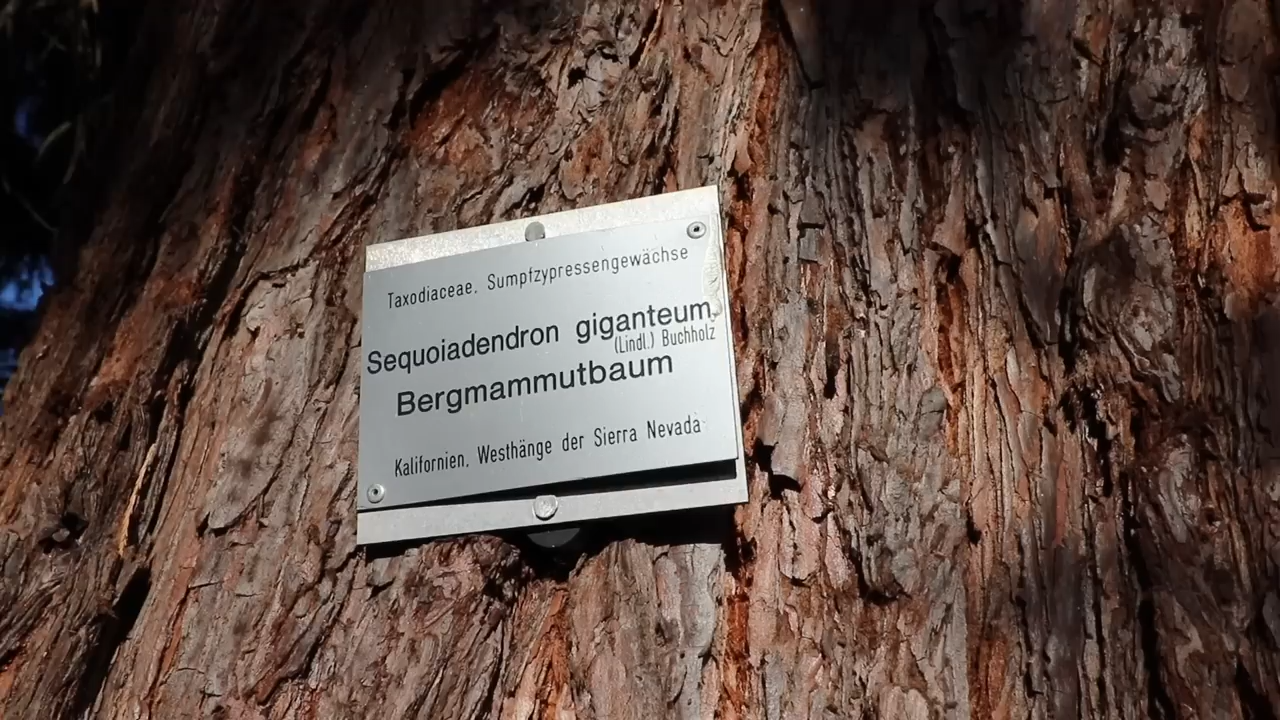 Taxodiaceae, Sumpfzypressengewächse
Sequoiadendron giganteum
(Lindl.) Buchholz
Bergmammutbaum
Kalifornien, Westhänge der Sierra Nevada